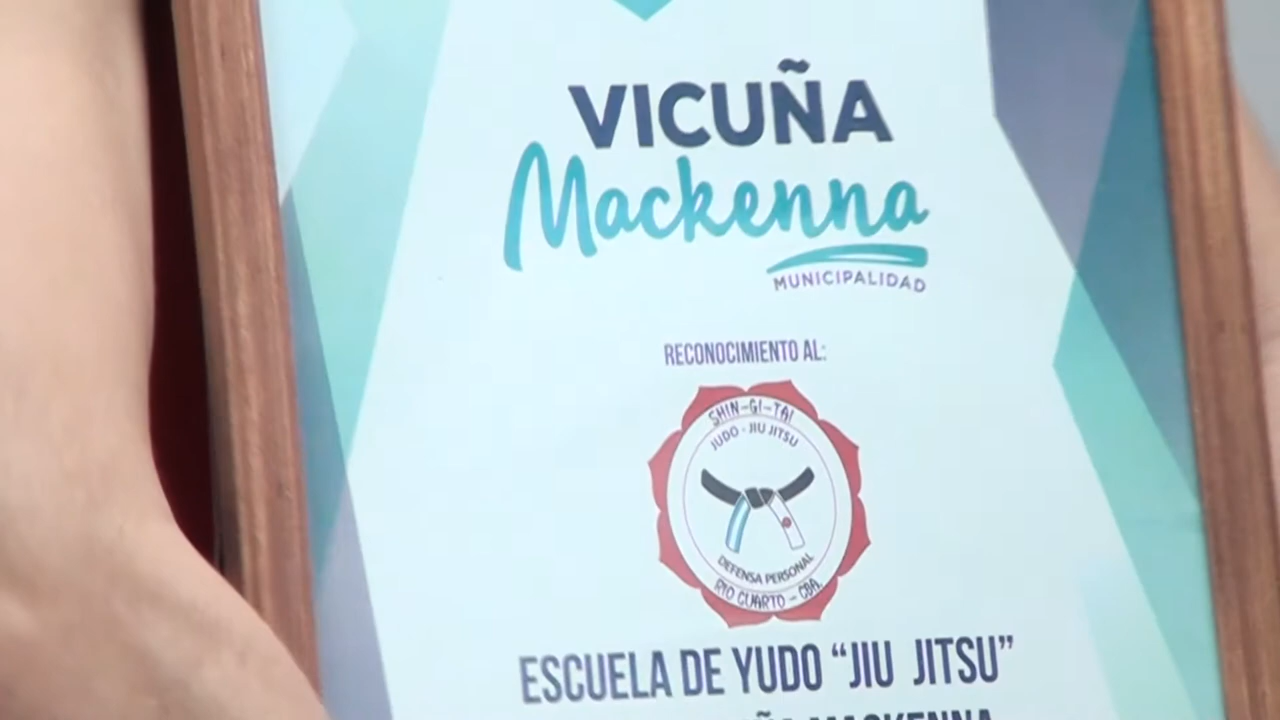 VICUÑA
Mackenna
MUNICIPALIDAD
RECONOCIMIENTO AL:
SHIN-GI-TAI
JUDO - JIU JITSU
DEFENSA PERSONAL
RIO CUARTO - CBA.
ESCUELA DE YUDO “JIU JITSU”
MACKENNA